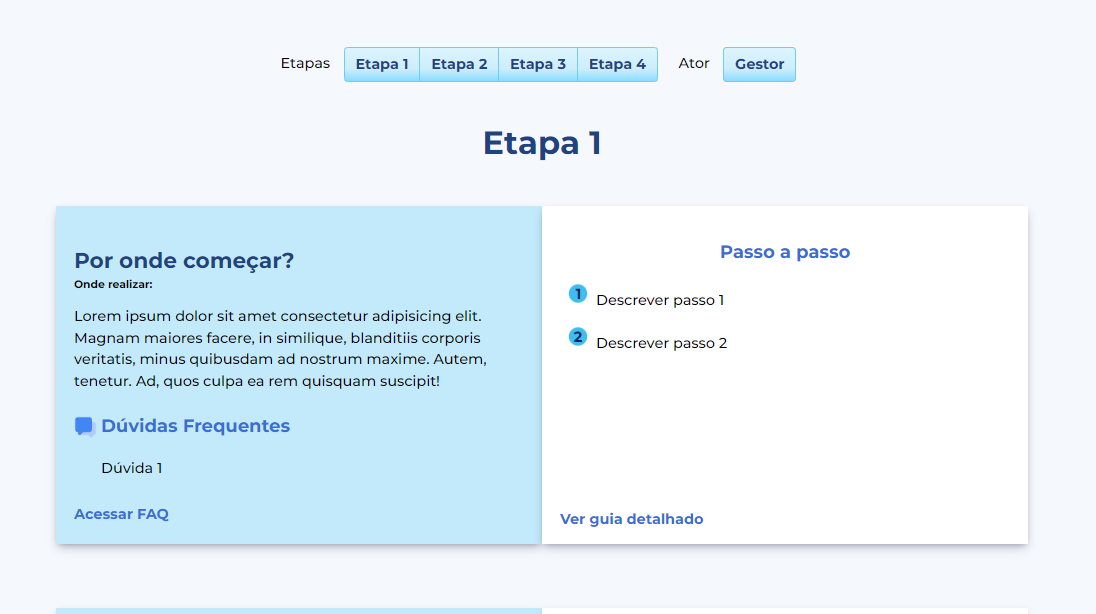 Etapas Etapa 1 Etapa 2 Etapa 3 Etapa 4 Ator Gestor
Etapa 1
Por onde começar?
Onde realizar:
Lorem ipsum dolor sit amet consectetur adipisicing elit.
Magnam maiores facere, in similique, blanditiis corporis
veritatis, minus quibusdam ad nostrum maxime. Autem,
tenetur. Ad, quos culpa ea rem quisquam suscipit!
Dúvidas Frequentes
Dúvida 1
Acessar FAQ
Passo a passo
1 Descrever passo 1
2 Descrever passo 2
Ver guia detalhado